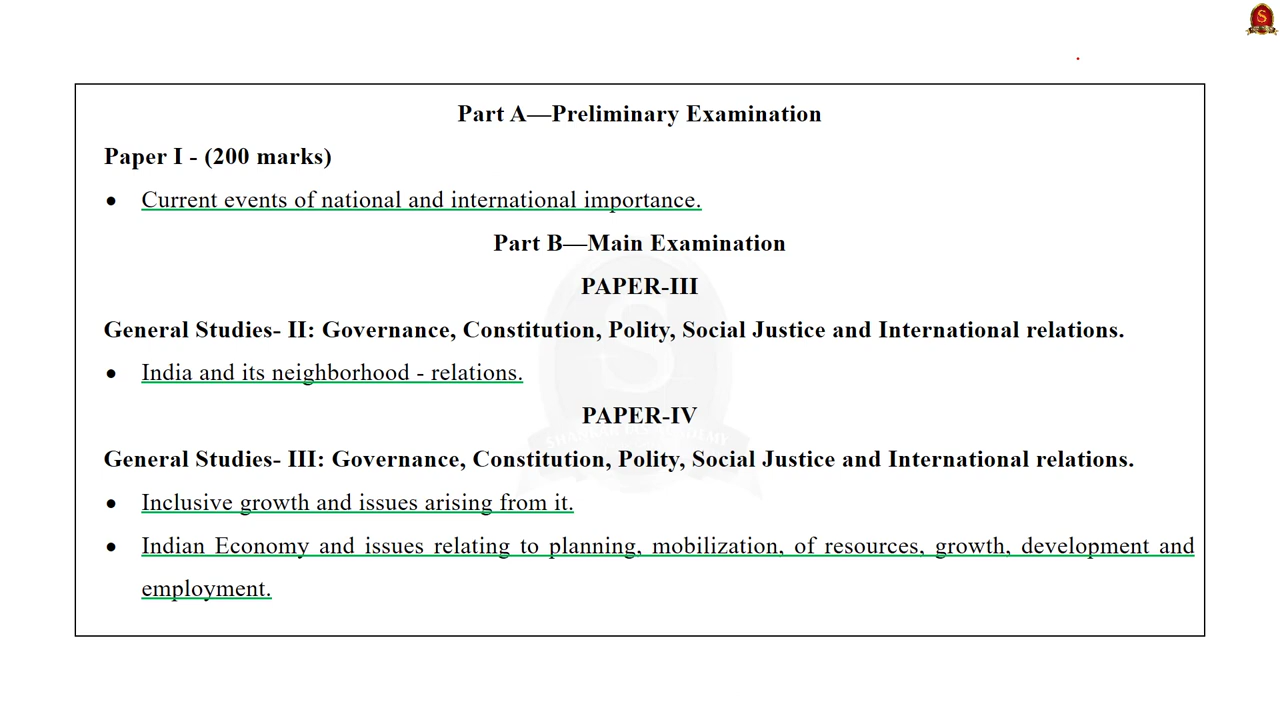 Part A—Preliminary Examination
Paper I - (200 marks)
● Current events of national and international importance.
Part B—Main Examination
PAPER-III
General Studies- II: Governance, Constitution, Polity, Social Justice and International relations.
● India and its neighborhood - relations.
PAPER-IV
General Studies- III: Governance, Constitution, Polity, Social Justice and International relations.
● Inclusive growth and issues arising from it.
● Indian Economy and issues relating to planning, mobilization, of resources, growth, development and
employment.